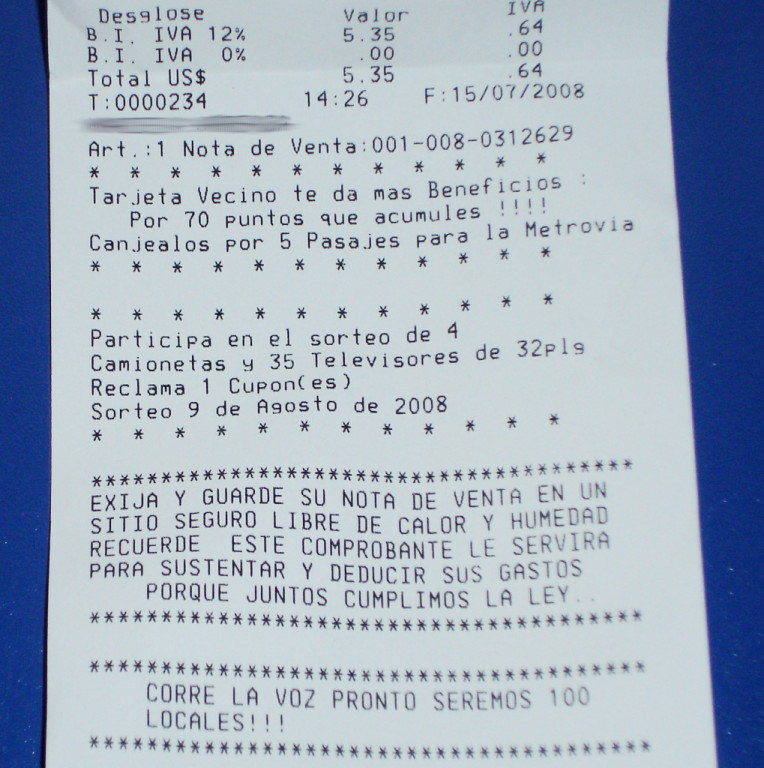 Desglose Valor IVA
B.I. IVA 12% 5.35 .64
B.I. IVA 0% .00 .00
Total US$ 5.35 .64
T:0000234 14:26 F:15/07/2008
Art.:1 Nota de Venta:001-008-0312629
* * * * * * * * * * * *
Tarjeta Vecino te da mas Beneficios :
Por 70 puntos que acumules !!!!
Canjealos por 5 Pasajes para la Metrovia
* * * * * * * * * * * *
* * * * * * * * * * * *
Participa en el sorteo de 4
Camionetas y 35 Televisores de 32plg
Reclama 1 Cupon(es)
Sorteo 9 de Agosto de 2008
* * * * * * * * * * * *
****************************************
EXIJA Y GUARDE SU NOTA DE VENTA EN UN
SITIO SEGURO LIBRE DE CALOR Y HUMEDAD
RECUERDE ESTE COMPROBANTE LE SERVIRA
PARA SUSTENTAR Y DEDUCIR SUS GASTOS
PORQUE JUNTOS CUMPLIMOS LA LEY..
****************************************
****************************************
CORRE LA VOZ PRONTO SEREMOS 100
LOCALES!!!
****************************************